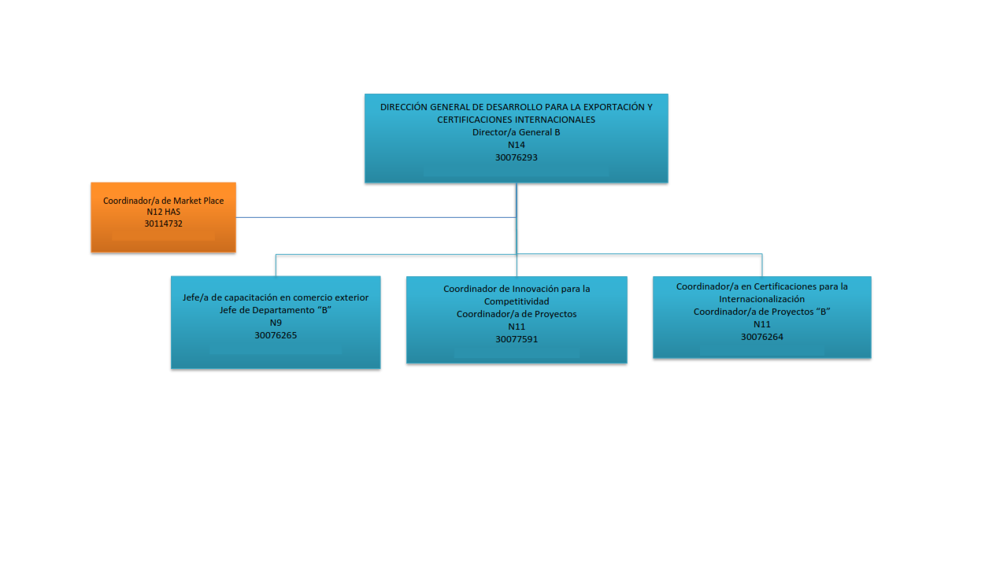 DIRECCIÓN GENERAL DE DESARROLLO PARA LA EXPORTACIÓN Y
CERTIFICACIONES INTERNACIONALES
Director/a General B
N14
30076293
Coordinador/a de Market Place
N12 HAS
30114732
Jefe/a de capacitación en comercio exterior
Jefe de Departamento “B”
N9
30076265
Coordinador de Innovación para la
Competitividad
Coordinador/a de Proyectos
N11
30077591
Coordinador/a en Certificaciones para la
Internacionalización
Coordinador/a de Proyectos “B”
N11
30076264